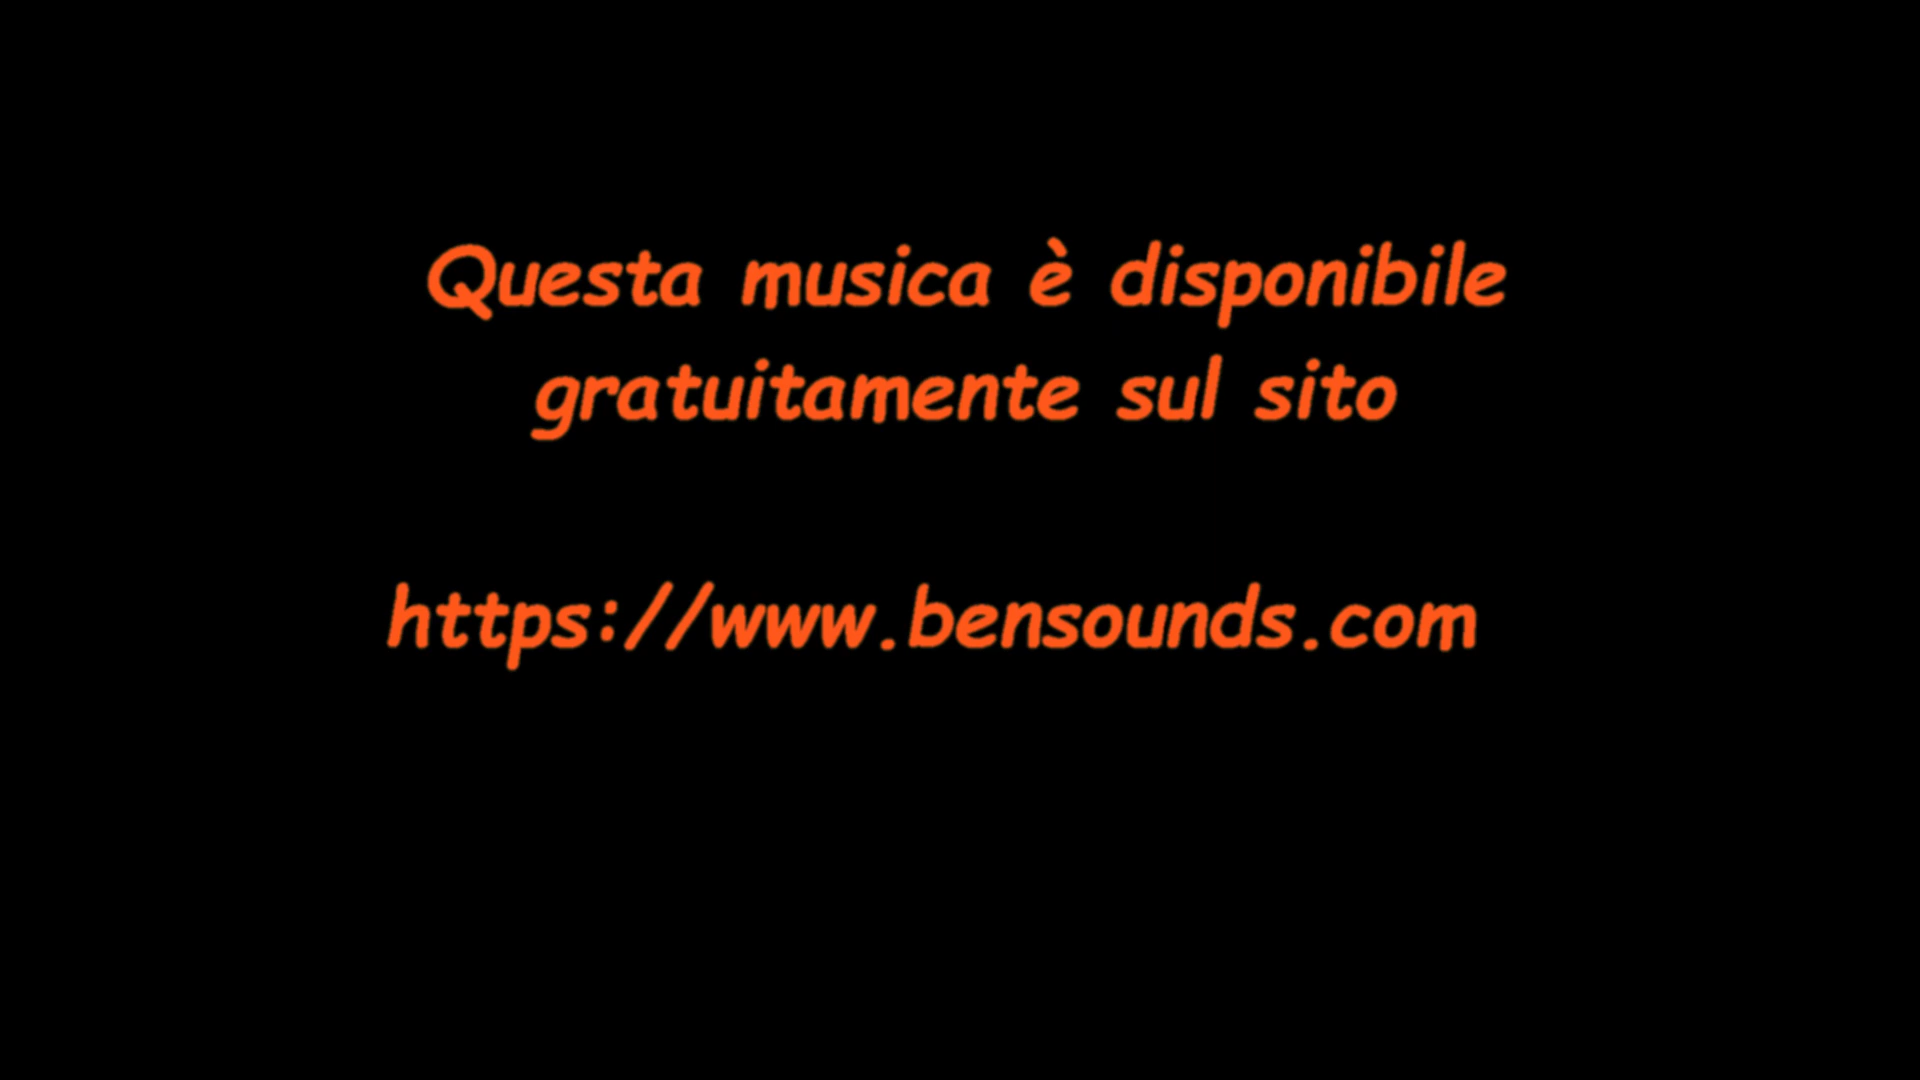 Questa musica è disponibile
gratuitamente sul sito
https://www.bensounds.com